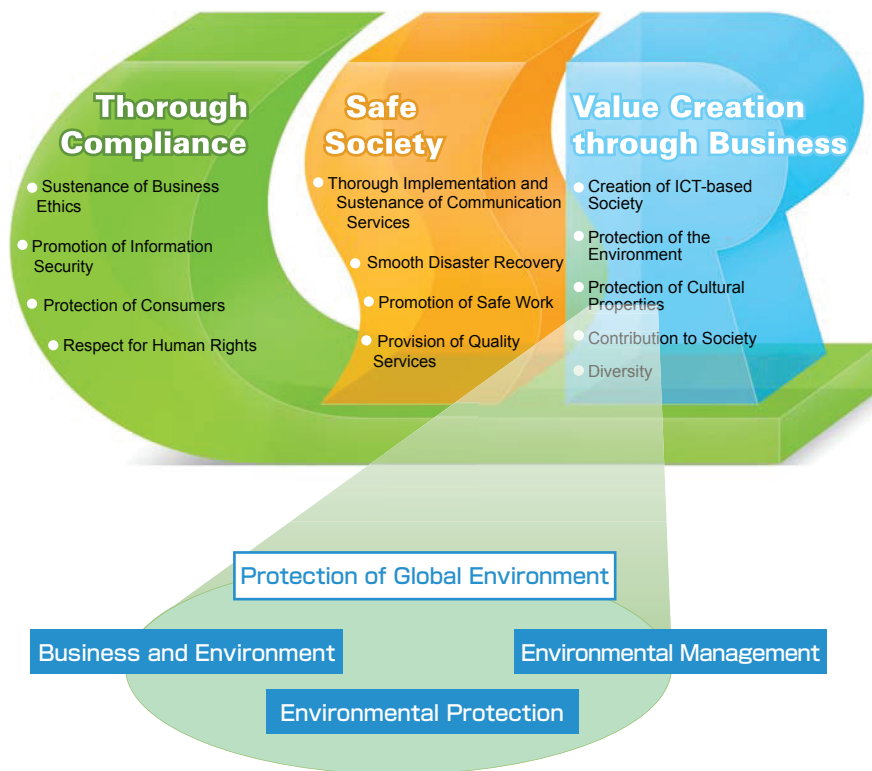 Thorough
Compliance
Sustenance of Business
Ethics
Promotion of Information
Security
Protection of Consumers
Respect for Human Rights
Safe
Society
Thorough Implementation and
Sustenance of Communication
Services
Smooth Disaster Recovery
Promotion of Safe Work
Provision of Quality
Services
Value Creation
through Business
Creation of ICT-based
Society
Protection of the
Environment
Protection of Cultural
Properties
Contribution to Society
Diversity
Protection of Global Environment
Business and Environment
Environmental Management
Environmental Protection